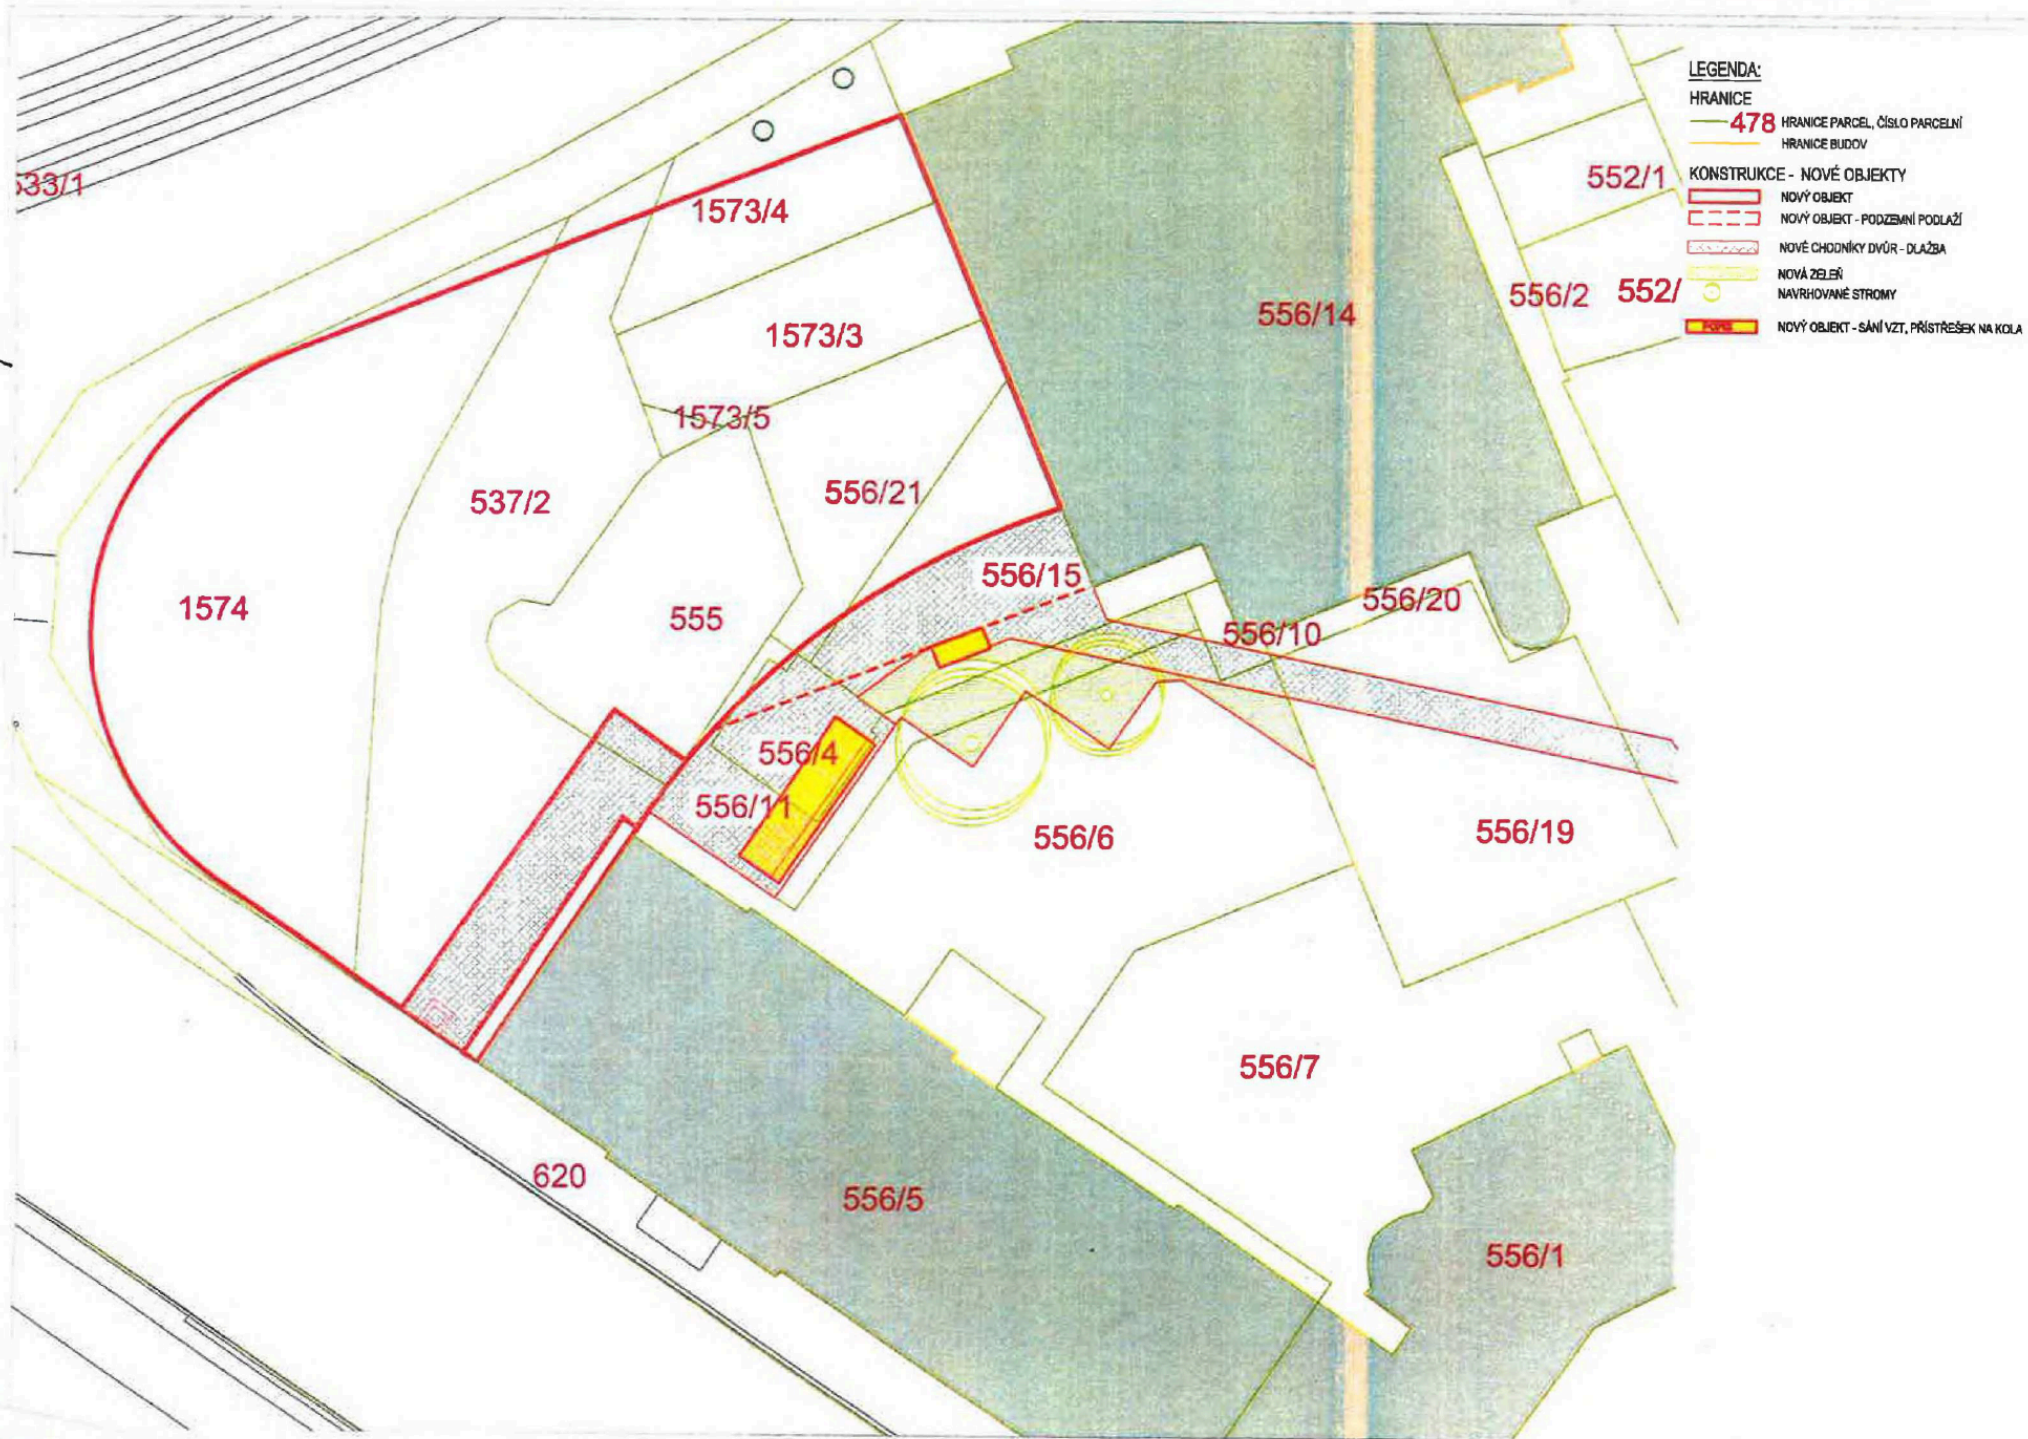 LEGENDA:
HRANICE
478 HRANICE PARCEL, ČÍSLO PARCELNÍ
HRANICE BUDOV
KONSTRUKCE - NOVÉ OBJEKTY
NOVÝ OBJEKT
NOVÝ OBJEKT - PODZEMNÍ PODLAŽÍ
NOVÉ CHODNÍKY DVŮR - DLAŽBA
NOVÁ ZELEŇ
NAVRHOVANÉ STROMY
NOVÝ OBJEKT - SÁNÍ VZT, PŘÍSTŘEŠEK NA KOLA
533/1
1573/4
552/1
556/14
556/2
552/
1573/3
1573/5
537/2
556/21
556/15
1574
555
556/20
556/10
556/4
556/11
556/6
556/19
556/7
620
556/5
556/1